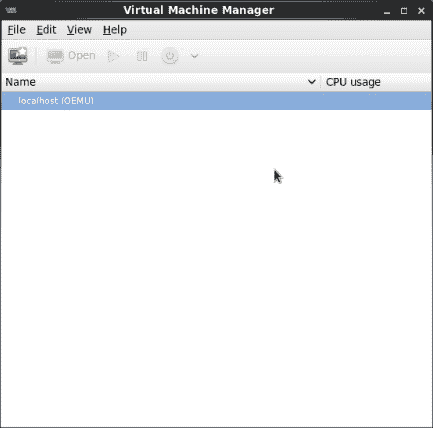 Virtual Machine Manager
File Edit View Help
Open
Name CPU usage
localhost (QEMU)